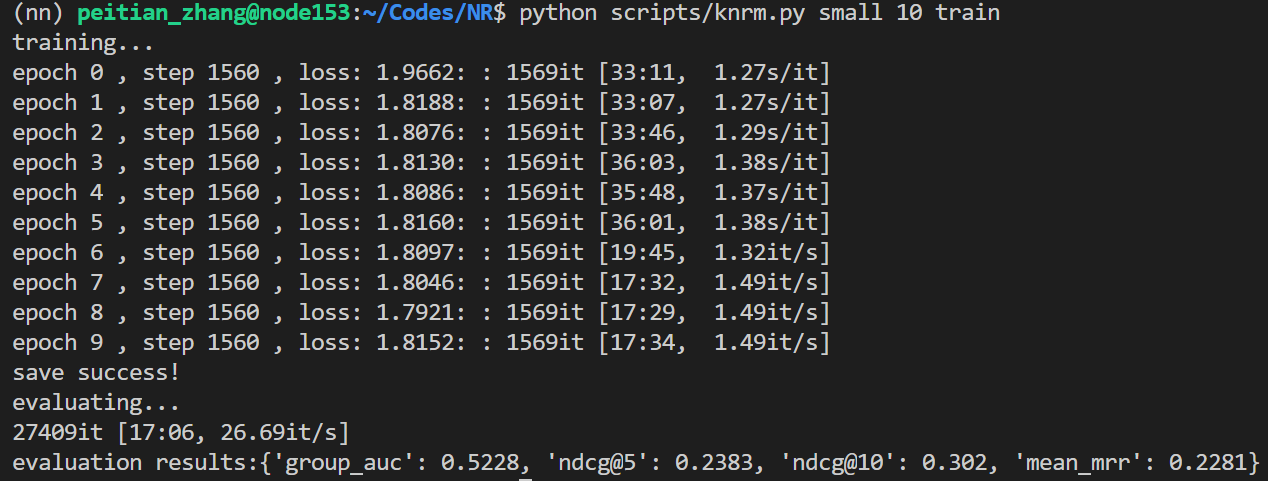 (nn) peitian_zhang@node153:~/Codes/NR$ python scripts/knrm.py small 10 train
training...
epoch 0 , step 1560 , loss: 1.9662: : 1569it [33:11,  1.27s/it]
epoch 1 , step 1560 , loss: 1.8188: : 1569it [33:07,  1.27s/it]
epoch 2 , step 1560 , loss: 1.8076: : 1569it [33:46,  1.29s/it]
epoch 3 , step 1560 , loss: 1.8130: : 1569it [36:03,  1.38s/it]
epoch 4 , step 1560 , loss: 1.8086: : 1569it [35:48,  1.37s/it]
epoch 5 , step 1560 , loss: 1.8160: : 1569it [36:01,  1.38s/it]
epoch 6 , step 1560 , loss: 1.8097: : 1569it [19:45,  1.32it/s]
epoch 7 , step 1560 , loss: 1.8046: : 1569it [17:32,  1.49it/s]
epoch 8 , step 1560 , loss: 1.7921: : 1569it [17:29,  1.49it/s]
epoch 9 , step 1560 , loss: 1.8152: : 1569it [17:34,  1.49it/s]
save success!
evaluating...
27409it [17:06, 26.69it/s]
evaluation results:{'group_auc': 0.5228, 'ndcg@5': 0.2383, 'ndcg@10': 0.302, 'mean_mrr': 0.2281}